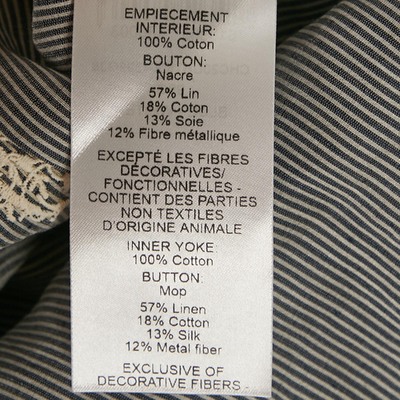 EMPIECEMENT
INTERIEUR:
100% Coton
BOUTON:
Nacre
57% Lin
18% Coton
13% Soie
12% Fibre métallique
EXCEPTÉ LES FIBRES
DÉCORATIVES/
FONCTIONNELLES -
CONTIENT DES PARTIES
NON TEXTILES
D'ORIGINE ANIMALE
INNER YOKE:
100% Cotton
BUTTON:
Mop
57% Linen
18% Cotton
13% Silk
12% Metal fiber
EXCLUSIVE OF
DECORATIVE FIBERS -